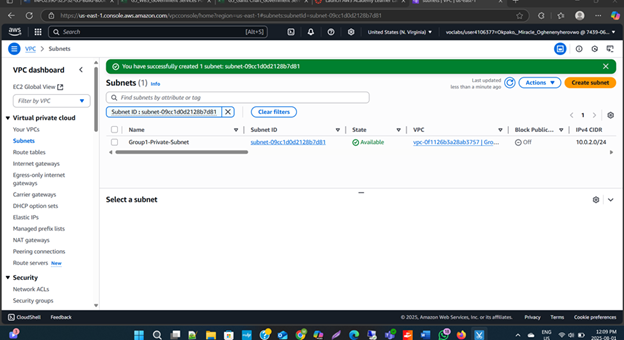 https://us-east-1.console.aws.amazon.com/vpcconsole/home?region=us-east-1#subnets:subnetId=subnet-09cc1d0d2128b7d81
aws
Search
[Alt+S]
United States (N. Virginia)
VPC
Subnets
VPC dashboard
EC2 Global View
Filter by VPC
Virtual private cloud
Your VPCs
Subnets
Route tables
Internet gateways
Egress-only internet
gateways
Carrier gateways
DHCP option sets
Elastic IPs
Managed prefix lists
NAT gateways
Peering connections
Route servers New
Security
Network ACLs
Security groups
You have successfully created 1 subnet: subnet-09cc1d0d2128b7d81
Subnets (1) Info
Last updated
less than a minute ago
Actions
Create subnet
Find subnets by attribute or tag
Subnet ID : subnet-09cc1d0d2128b7d81
Clear filters
1
Name
Subnet ID
State
VPC
Block Public...
IPv4 CIDR
Group1-Private-Subnet
subnet-09cc1d0d2128b7d81
Available
vpc-0f1126b3a28ab5757 | Gro...
Off
10.0.2.0/24
Select a subnet
CloudShell
Feedback
© 2025, Amazon Web Services, Inc. or its affiliates.
Privacy
Terms
Cookie preferences
ENG
US
12:09 PM
2025-08-01